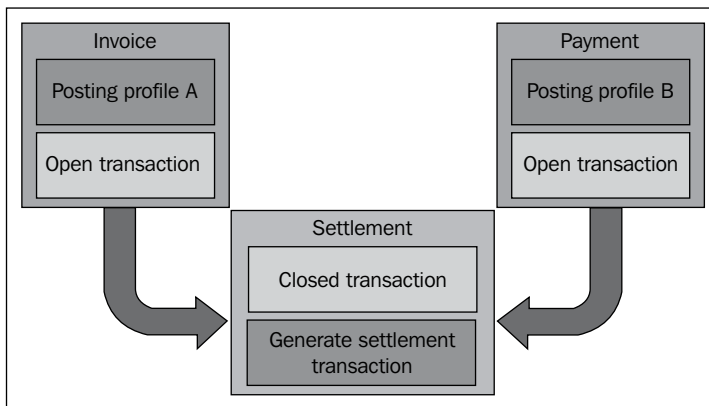 Invoice
Posting profile A
Open transaction
Payment
Posting profile B
Open transaction
Settlement
Closed transaction
Generate settlement
transaction